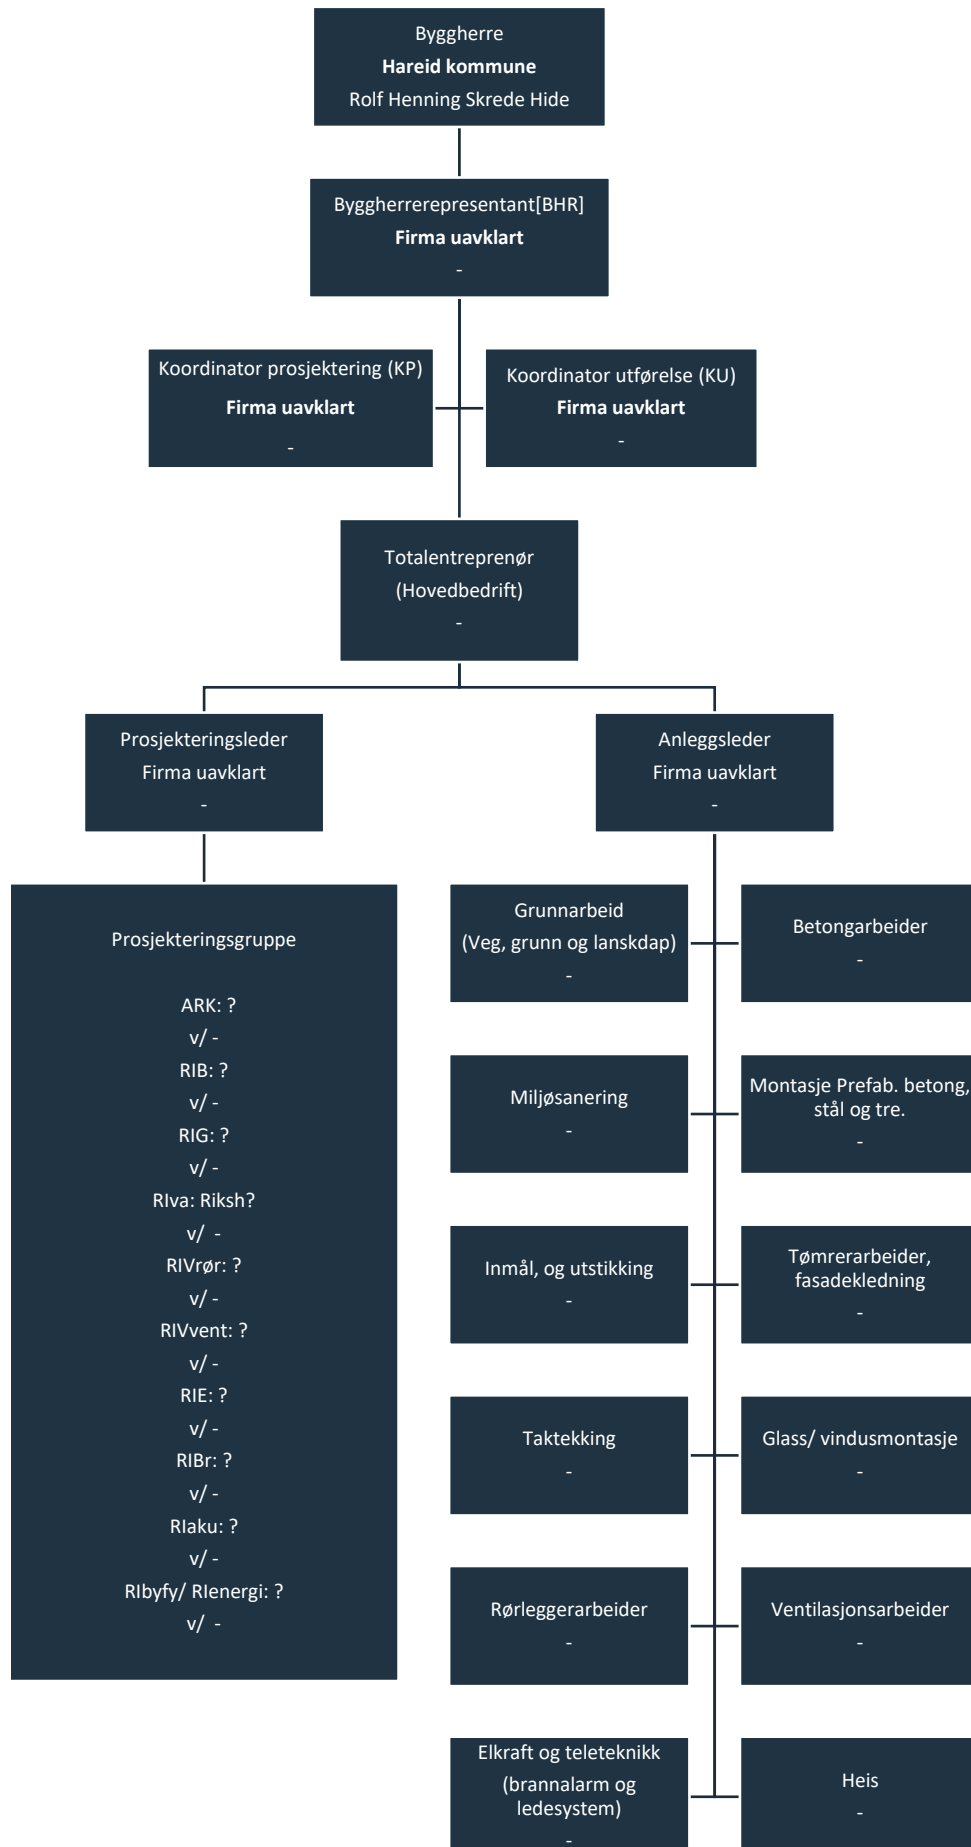 Byggherre
Hareid kommune
Rolf Henning Skrede Hide
Byggherrerepresentant[BHR]
Firma uavklart
-
Koordinator prosjektering (KP)
Firma uavklart
-
Koordinator utførelse (KU)
Firma uavklart
-
Totalentreprenør
(Hovedbedrift)
-
Prosjekteringsleder
Firma uavklart
-
Anleggsleder
Firma uavklart
-
Prosjekteringsgruppe
ARK: ?
v/ -
RIB: ?
v/ -
RIG: ?
v/ -
RIva: Riksh?
v/ -
RIVrør: ?
v/ -
RIVvent: ?
v/ -
RIE: ?
v/ -
RIBr: ?
v/ -
RIaku: ?
v/ -
RIbyfy/ RIenergi: ?
v/ -
Grunnarbeid
(Veg, grunn og lanskdap)
-
Betongarbeider
-
Miljøsanering
-
Montasje Prefab. betong,
stål og tre.
-
Inmål, og utstikking
-
Tømrerarbeider,
fasadekledning
-
Taktekking
-
Glass/ vindusmontasje
-
Rørleggerarbeider
-
Ventilasjonsarbeider
-
Elkraft og teleteknikk
(brannalarm og
ledesystem)
-
Heis
-